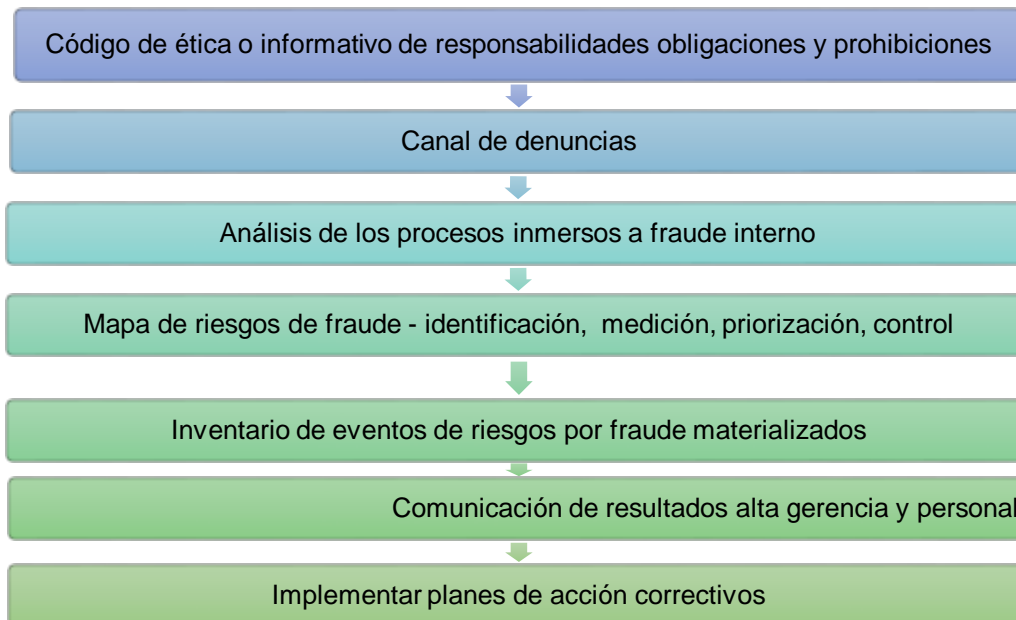 Código de ética o informativo de responsabilidades obligaciones y prohibiciones
Canal de denuncias
Análisis de los procesos inmersos a fraude interno
Mapa de riesgos de fraude - identificación, medición, priorización, control
Inventario de eventos de riesgos por fraude materializados
Comunicación de resultados alta gerencia y personal
Implementar planes de acción correctivos